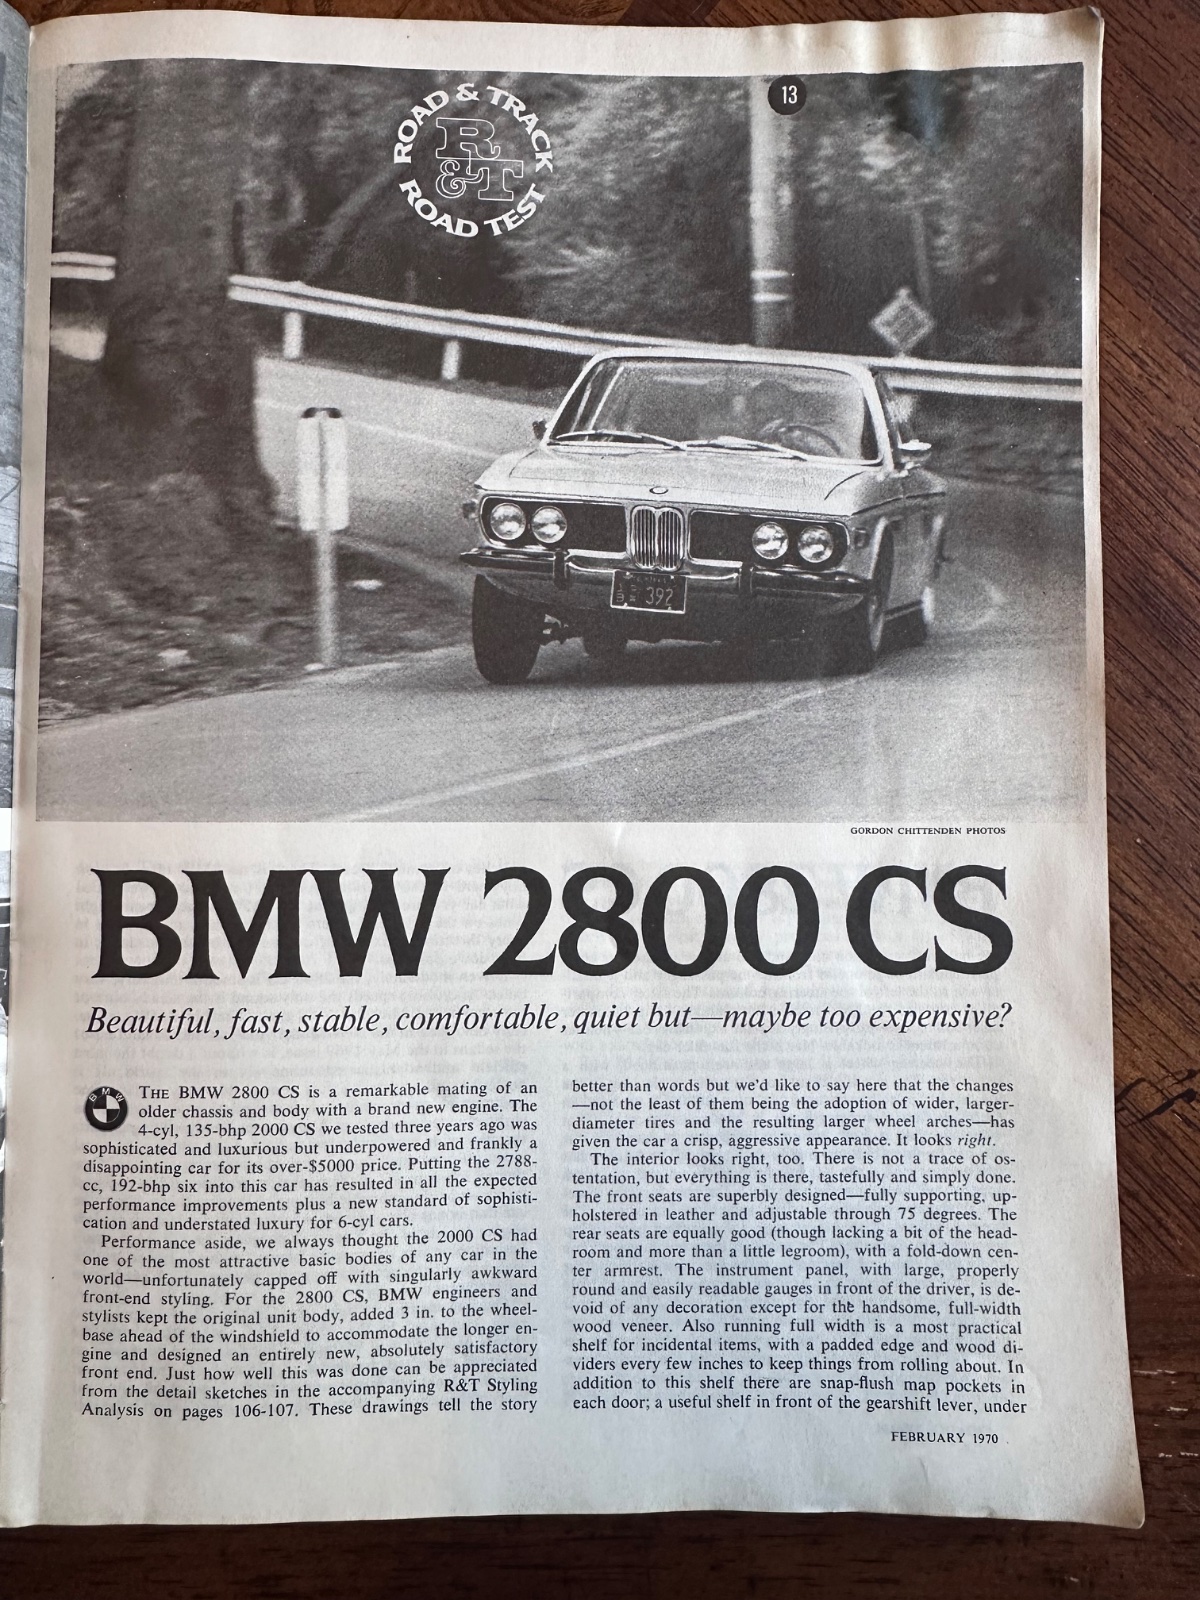 ROAD & TRACK
R
&T
ROAD TEST
13
392
GORDON CHITTENDEN PHOTOS
BMW 2800 CS
Beautiful, fast, stable, comfortable, quiet but—maybe too expensive?
BMW
THE BMW 2800 CS is a remarkable mating of an
older chassis and body with a brand new engine. The
4-cyl, 135-bhp 2000 CS we tested three years ago was
sophisticated and luxurious but underpowered and frankly a
disappointing car for its over-$5000 price. Putting the 2788-
cc, 192-bhp six into this car has resulted in all the expected
performance improvements plus a new standard of sophisti-
cation and understated luxury for 6-cyl cars.
Performance aside, we always thought the 2000 CS had
one of the most attractive basic bodies of any car in the
world—unfortunately capped off with singularly awkward
front-end styling. For the 2800 CS, BMW engineers and
stylists kept the original unit body, added 3 in. to the wheel-
base ahead of the windshield to accommodate the longer en-
gine and designed an entirely new, absolutely satisfactory
front end. Just how well this was done can be appreciated
from the detail sketches in the accompanying R&T Styling
Analysis on pages 106-107. These drawings tell the story
better than words but we'd like to say here that the changes
—not the least of them being the adoption of wider, larger-
diameter tires and the resulting larger wheel arches—has
given the car a crisp, aggressive appearance. It looks right.
The interior looks right, too. There is not a trace of os-
tentation, but everything is there, tastefully and simply done.
The front seats are superbly designed—fully supporting, up-
holstered in leather and adjustable through 75 degrees. The
rear seats are equally good (though lacking a bit of the head-
room and more than a little legroom), with a fold-down cen-
ter armrest. The instrument panel, with large, properly
round and easily readable gauges in front of the driver, is de-
void of any decoration except for the handsome, full-width
wood veneer. Also running full width is a most practical
shelf for incidental items, with a padded edge and wood di-
viders every few inches to keep things from rolling about. In
addition to this shelf there are snap-flush map pockets in
each door; a useful shelf in front of the gearshift lever, under
FEBRUARY 1970